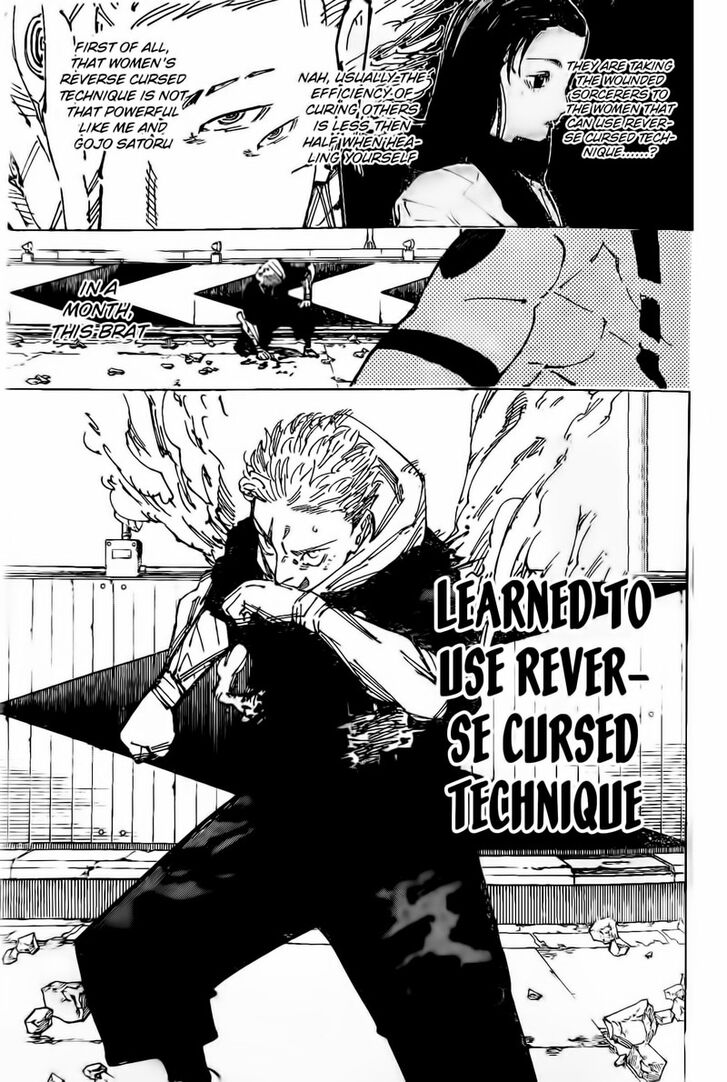 THEY ARE TAKING
THE WOUNDED
SORCERERS TO
THE WOMEN THAT
CAN USE REVER-
SE CURSED TECH-
NIQUE......?
NAH, USUALLY THE
EFFICIENCY OF
CURING OTHERS
IS LESS THEN
HALF WHEN HEA-
LING YOURSELF
FIRST OF ALL,
THAT WOMEN'S
REVERSE CURSED
TECHNIQUE IS NOT
THAT POWERFUL
LIKE ME AND
GOJO SATORU
IN A
MONTH,
THIS BRAT
LEARNED TO
USE REVER-
SE CURSED
TECHNIQUE